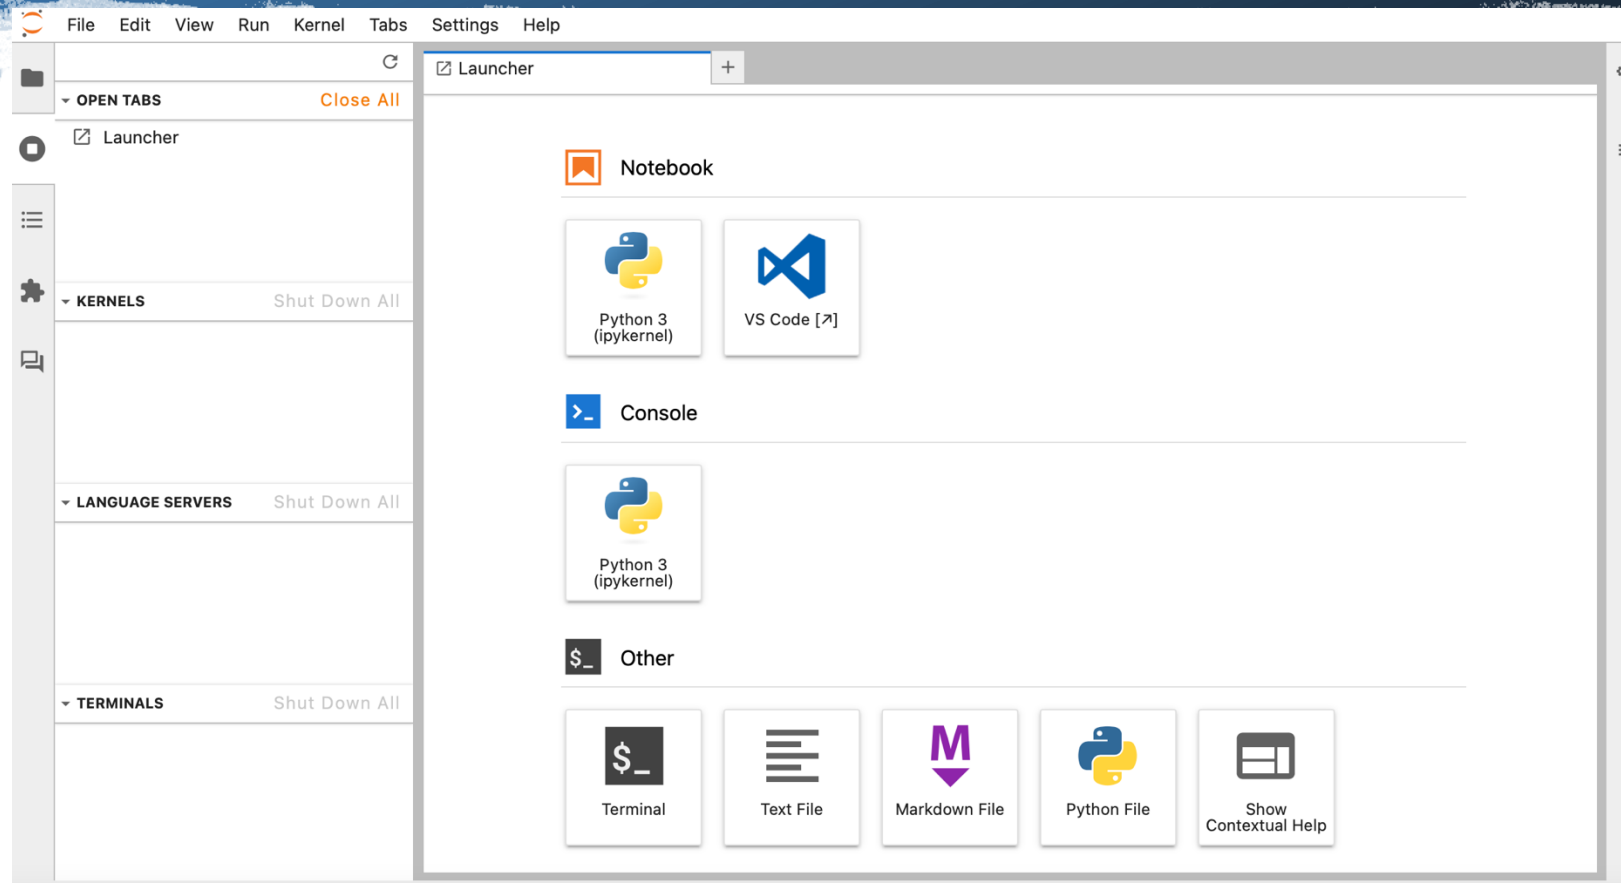 File Edit View Run Kernel Tabs Settings Help
Launcher
OPEN TABS Close All
Launcher
KERNELS Shut Down All
LANGUAGE SERVERS Shut Down All
TERMINALS Shut Down All
Notebook
Python 3
(ipykernel)
VS Code [↗]
Console
Python 3
(ipykernel)
$_ Other
$_
Terminal
Text File
M
Markdown File
Python File
Show
Contextual Help